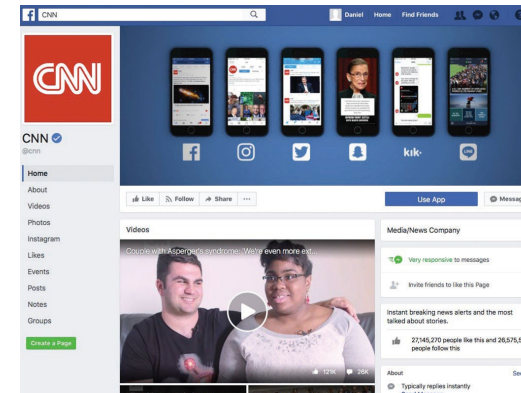 CNN
Daniel Home Find Friends
CNN
kik·
CNN
@cnn
Home
About
Videos
Photos
Instagram
Likes
Events
Posts
Notes
Groups
Create a Page
Like Follow Share ···
Use App
Messag
Videos
Couple with Asperger's syndrome: 'We're even more ext...
121K 26K
Media/News Company
Very responsive to messages
Invite friends to like this Page
Instant breaking news alerts and the most
talked about stories.
27,145,270 people like this and 26,575,5
people follow this
About
Se
Typically replies instantly